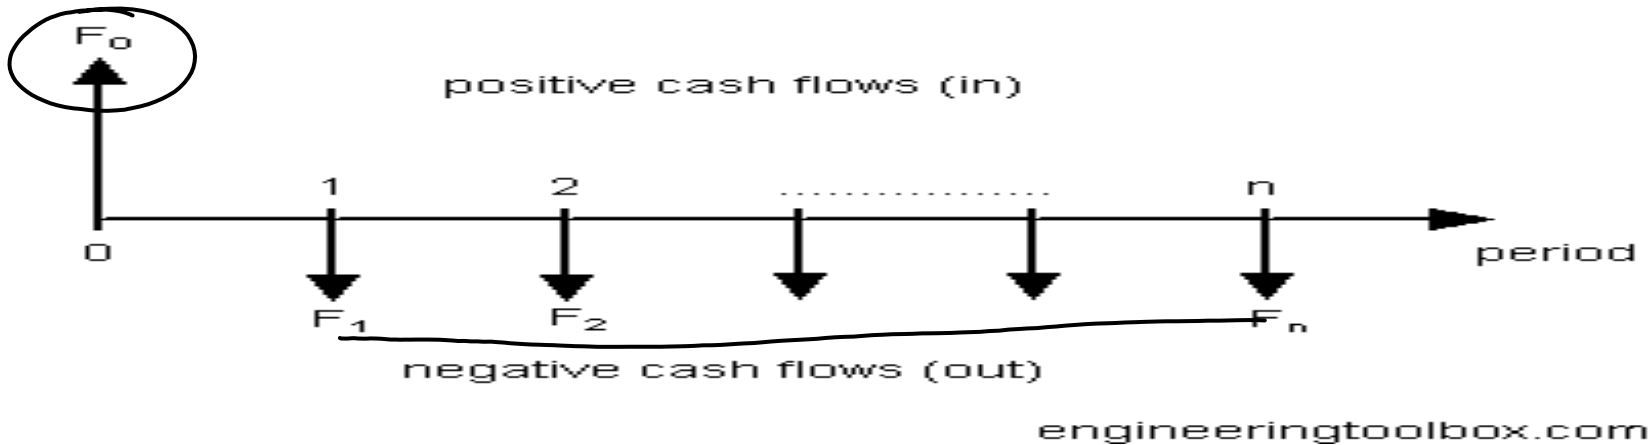 F₀
positive cash flows (in)
1 2 ................. n
0
period
F₁ F₂ Fₙ
negative cash flows (out)
engineeringtoolbox.com